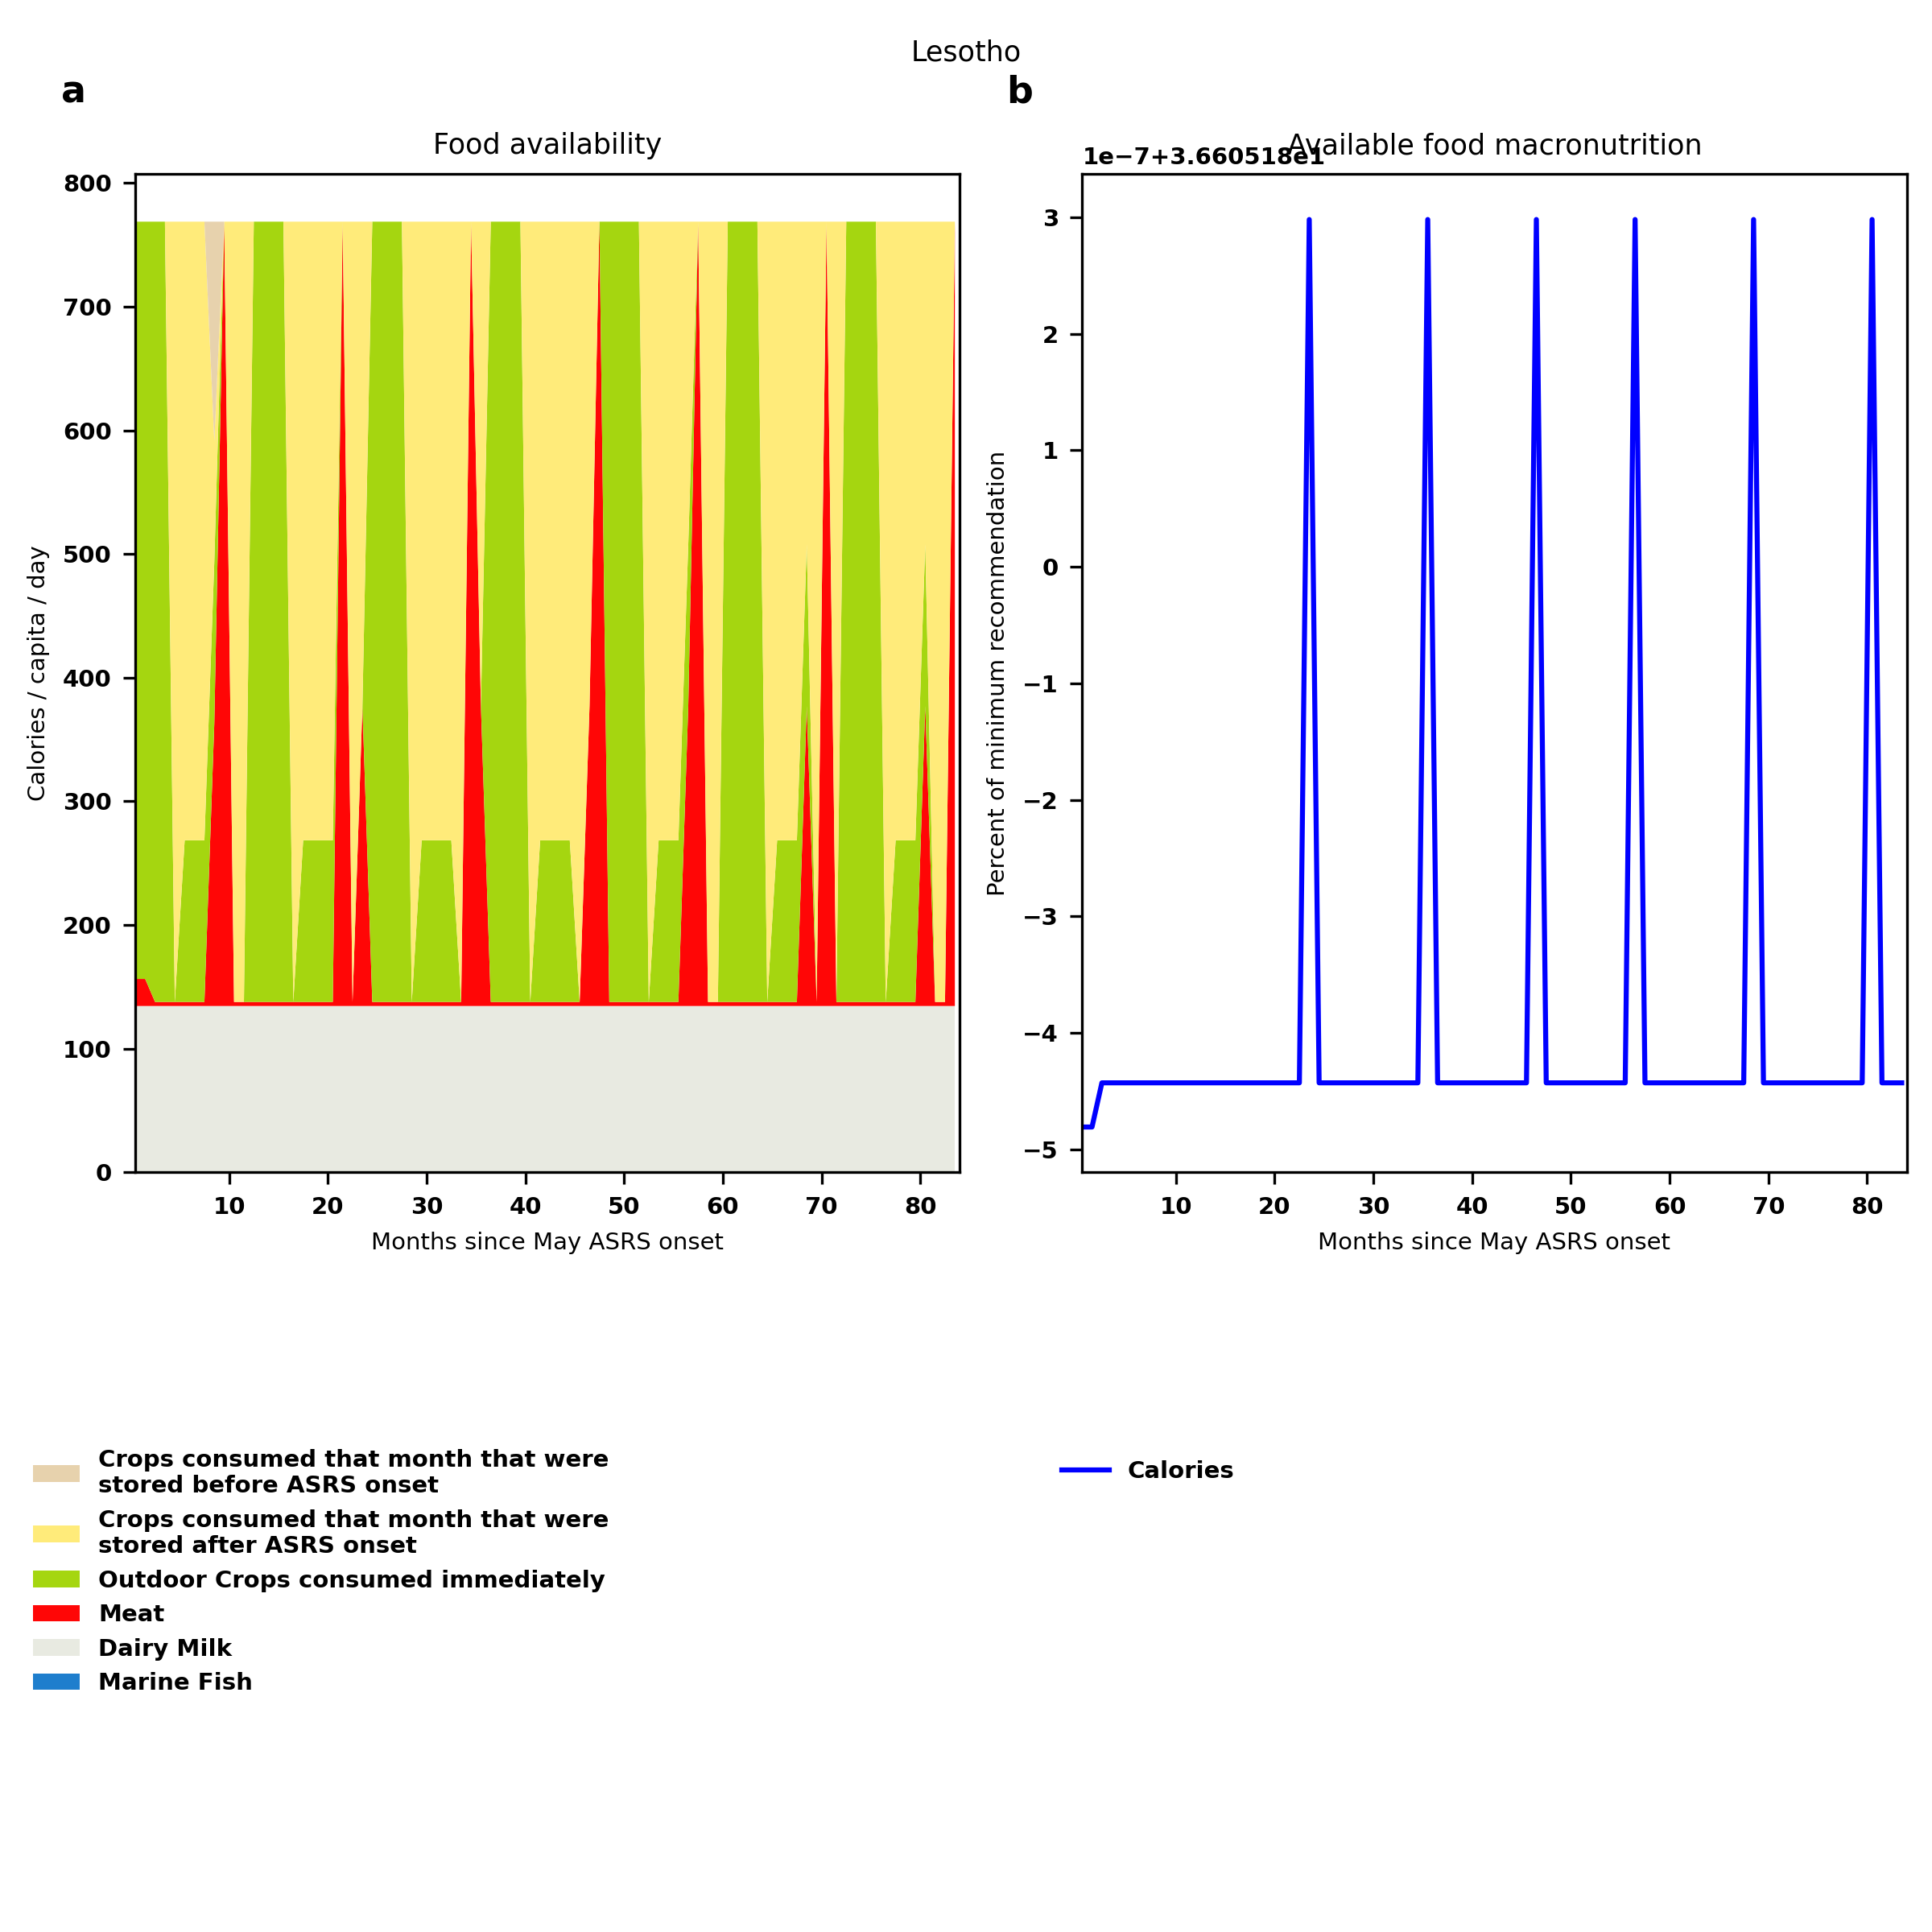 Lesotho
a
b
Food availability
Available food macronutrition
1e−7+3.660518e1
800
700
600
500
400
300
200
100
0
Calories / capita / day
10 20 30 40 50 60 70 80
Months since May ASRS onset
3
2
1
0
−1
−2
−3
−4
−5
Percent of minimum recommendation
10 20 30 40 50 60 70 80
Months since May ASRS onset
Crops consumed that month that were
stored before ASRS onset
Crops consumed that month that were
stored after ASRS onset
Outdoor Crops consumed immediately
Meat
Dairy Milk
Marine Fish
Calories